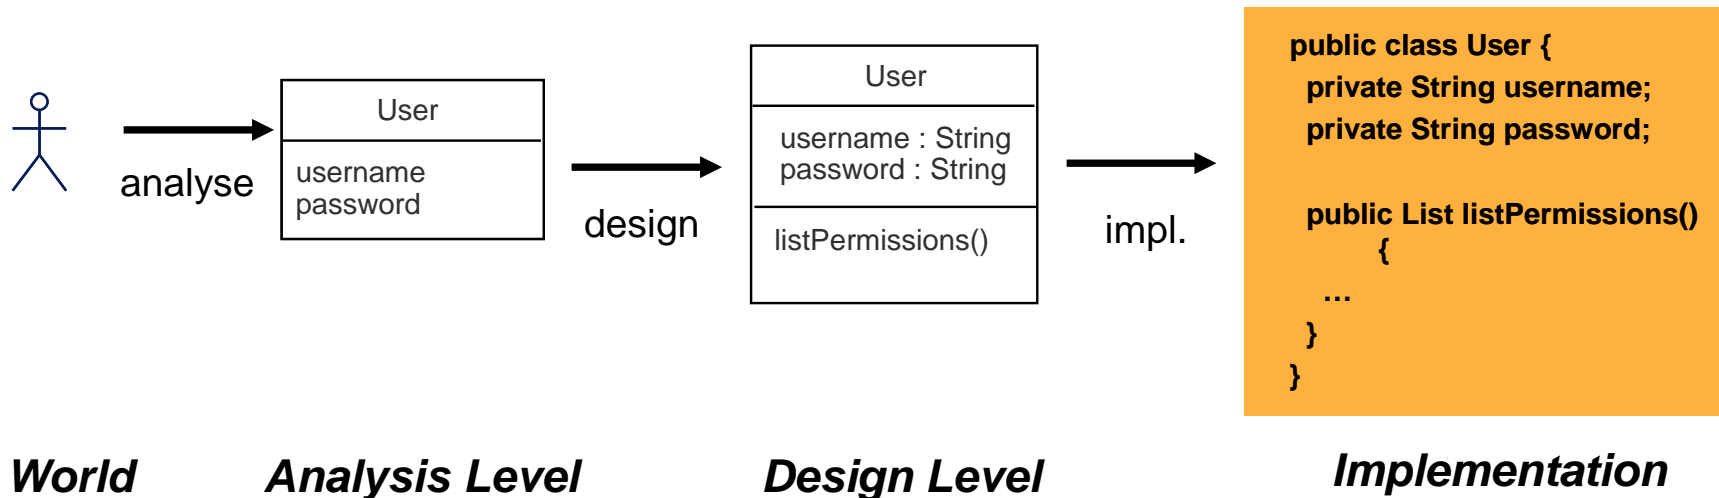 analyse
User
username
password
design
User
username : String
password : String
listPermissions()
impl.
public class User {
private String username;
private String password;
public List listPermissions()
{
…
}
}
World
Analysis Level
Design Level
Implementation